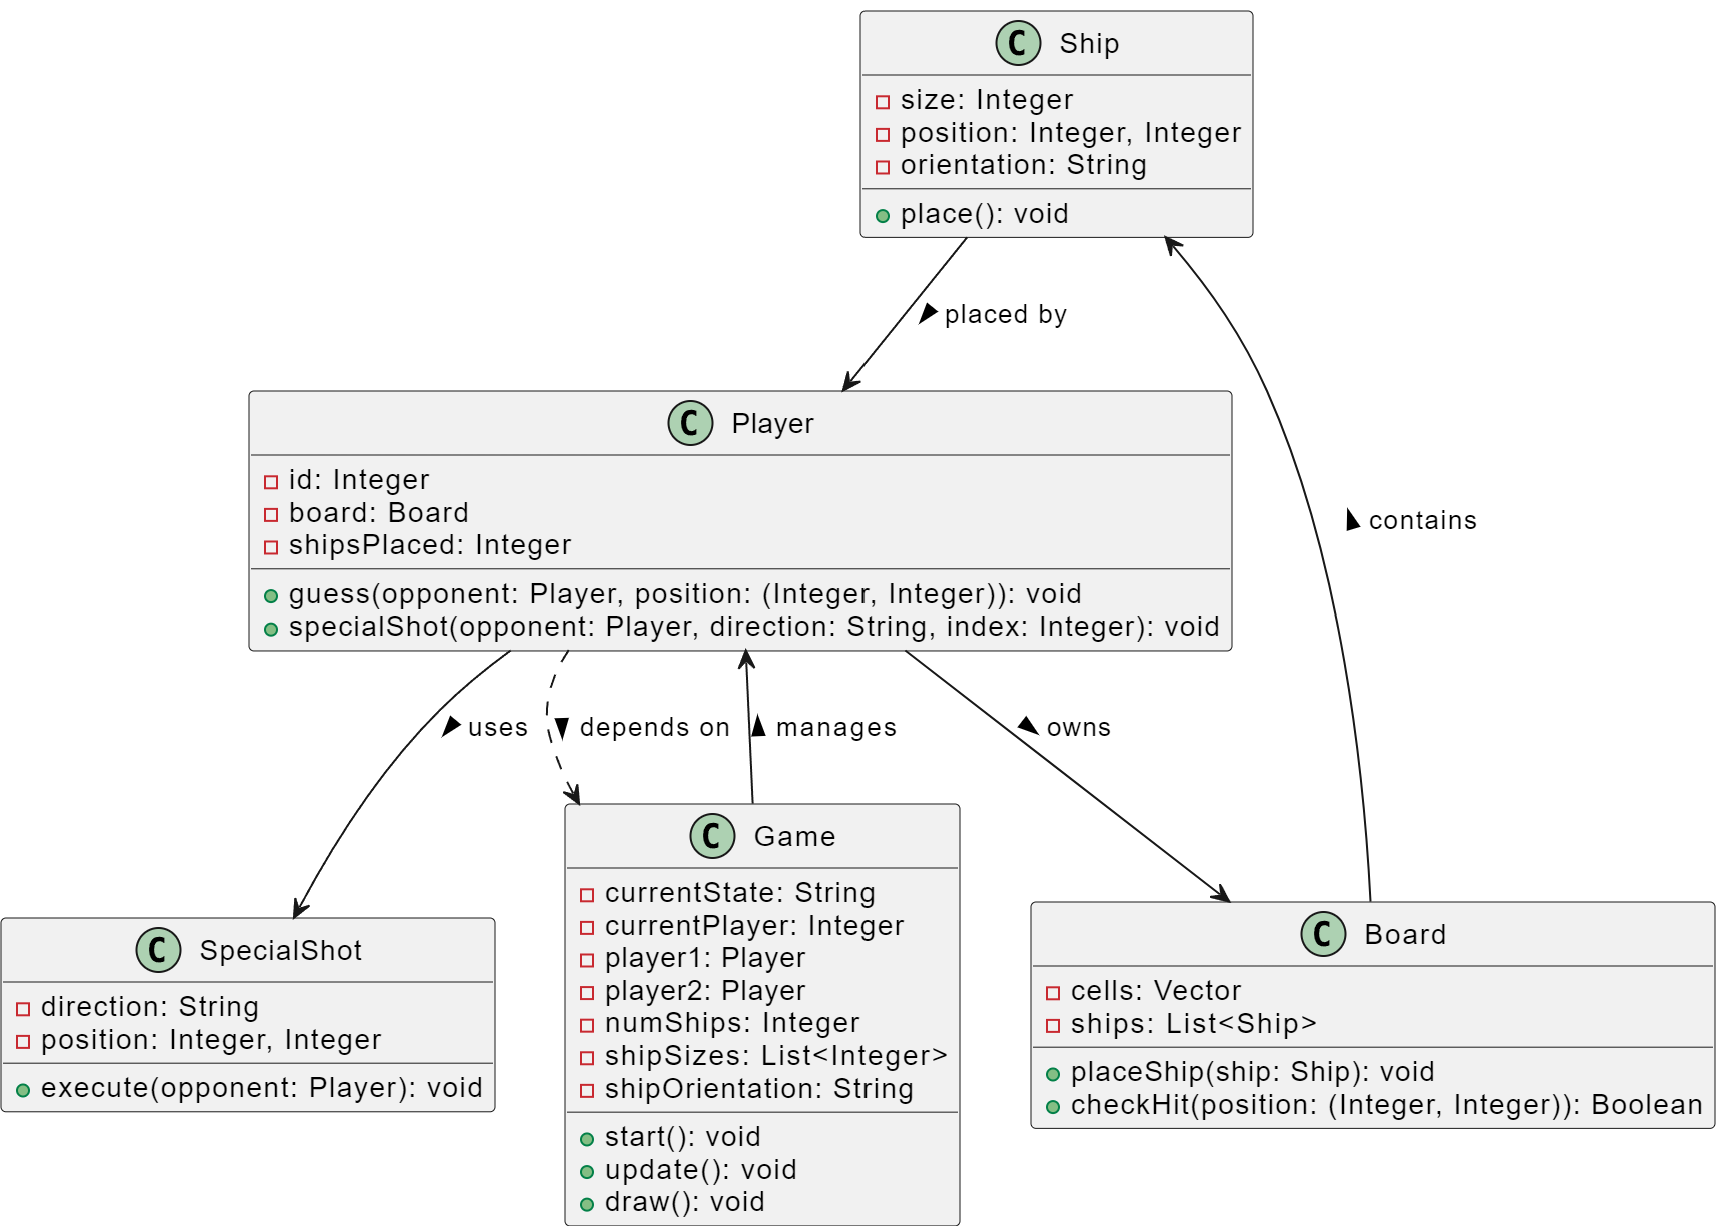 C Ship
size: Integer
position: Integer, Integer
orientation: String
place(): void
placed by
C Player
id: Integer
board: Board
shipsPlaced: Integer
guess(opponent: Player, position: (Integer, Integer)): void
specialShot(opponent: Player, direction: String, index: Integer): void
contains
uses
depends on
manages
owns
C SpecialShot
direction: String
position: Integer, Integer
execute(opponent: Player): void
C Game
currentState: String
currentPlayer: Integer
player1: Player
player2: Player
numShips: Integer
shipSizes: List<Integer>
shipOrientation: String
start(): void
update(): void
draw(): void
C Board
cells: Vector
ships: List<Ship>
placeShip(ship: Ship): void
checkHit(position: (Integer, Integer)): Boolean